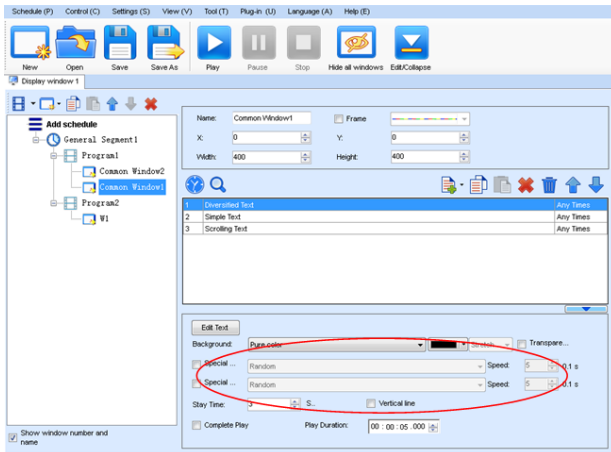 Schedule (P) Control (C) Settings (S) View (V) Tool (T) Plug-in (U) Language (A) Help (E)
New Open Save Save As Play Pause Stop Hide all windows Edit/Collapse
Display window 1
Add schedule
General Segment1
Program1
Common Window2
Common Window1
Program2
W1
Show window number and
name
Name: Common Window1 Frame
X: 0 Y: 0
Width: 400 Height: 400
1 Diversified Text Any Times
2 Simple Text Any Times
3 Scrolling Text Any Times
Edit Text
Background: Pure color Stretch Transpare...
Special ... Random Speed: 5 0.1 s
Special ... Random Speed: 5 0.1 s
Stay Time: 3 S... Vertical line
Complete Play Play Duration: 00 : 00 : 05 .000